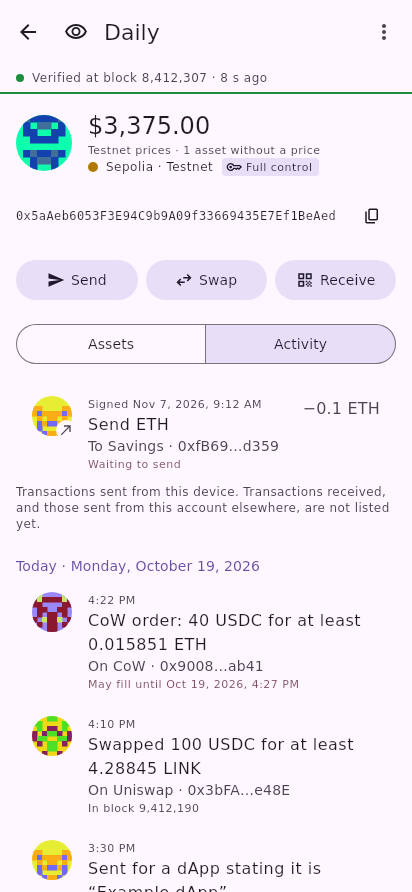 Daily
Verified at block 8,412,307 · 8 s ago
$3,375.00
Testnet prices · 1 asset without a price
Sepolia · Testnet Full control
0x5aAeb6053F3E94C9b9A09f33669435E7Ef1BeAed
Send Swap Receive
Assets Activity
Signed Nov 7, 2026, 9:12 AM
−0.1 ETH
Send ETH
To Savings · 0xfB69…d359
Waiting to send
Transactions sent from this device. Transactions received,
and those sent from this account elsewhere, are not listed
yet.
Today · Monday, October 19, 2026
4:22 PM
CoW order: 40 USDC for at least
0.015851 ETH
On CoW · 0x9008…ab41
May fill until Oct 19, 2026, 4:27 PM
4:10 PM
Swapped 100 USDC for at least
4.28845 LINK
On Uniswap · 0x3bFA…e48E
In block 9,412,190
3:30 PM
Sent for a dApp stating it is
“Example dApp”